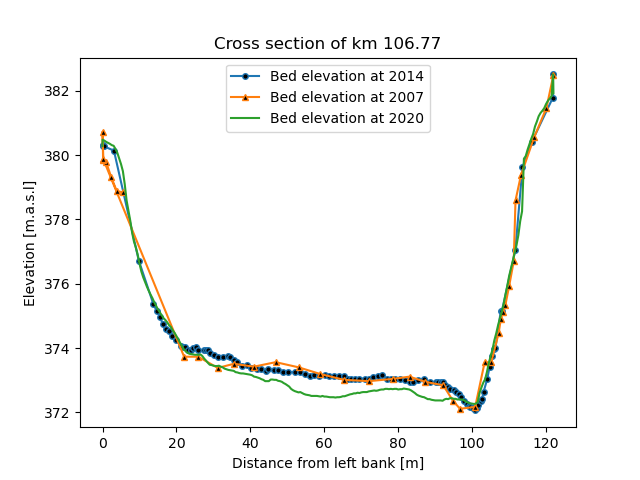 Cross section of km 106.77
Bed elevation at 2014
Bed elevation at 2007
Bed elevation at 2020
Elevation [m.a.s.l]
382
380
378
376
374
372
0 20 40 60 80 100 120
Distance from left bank [m]